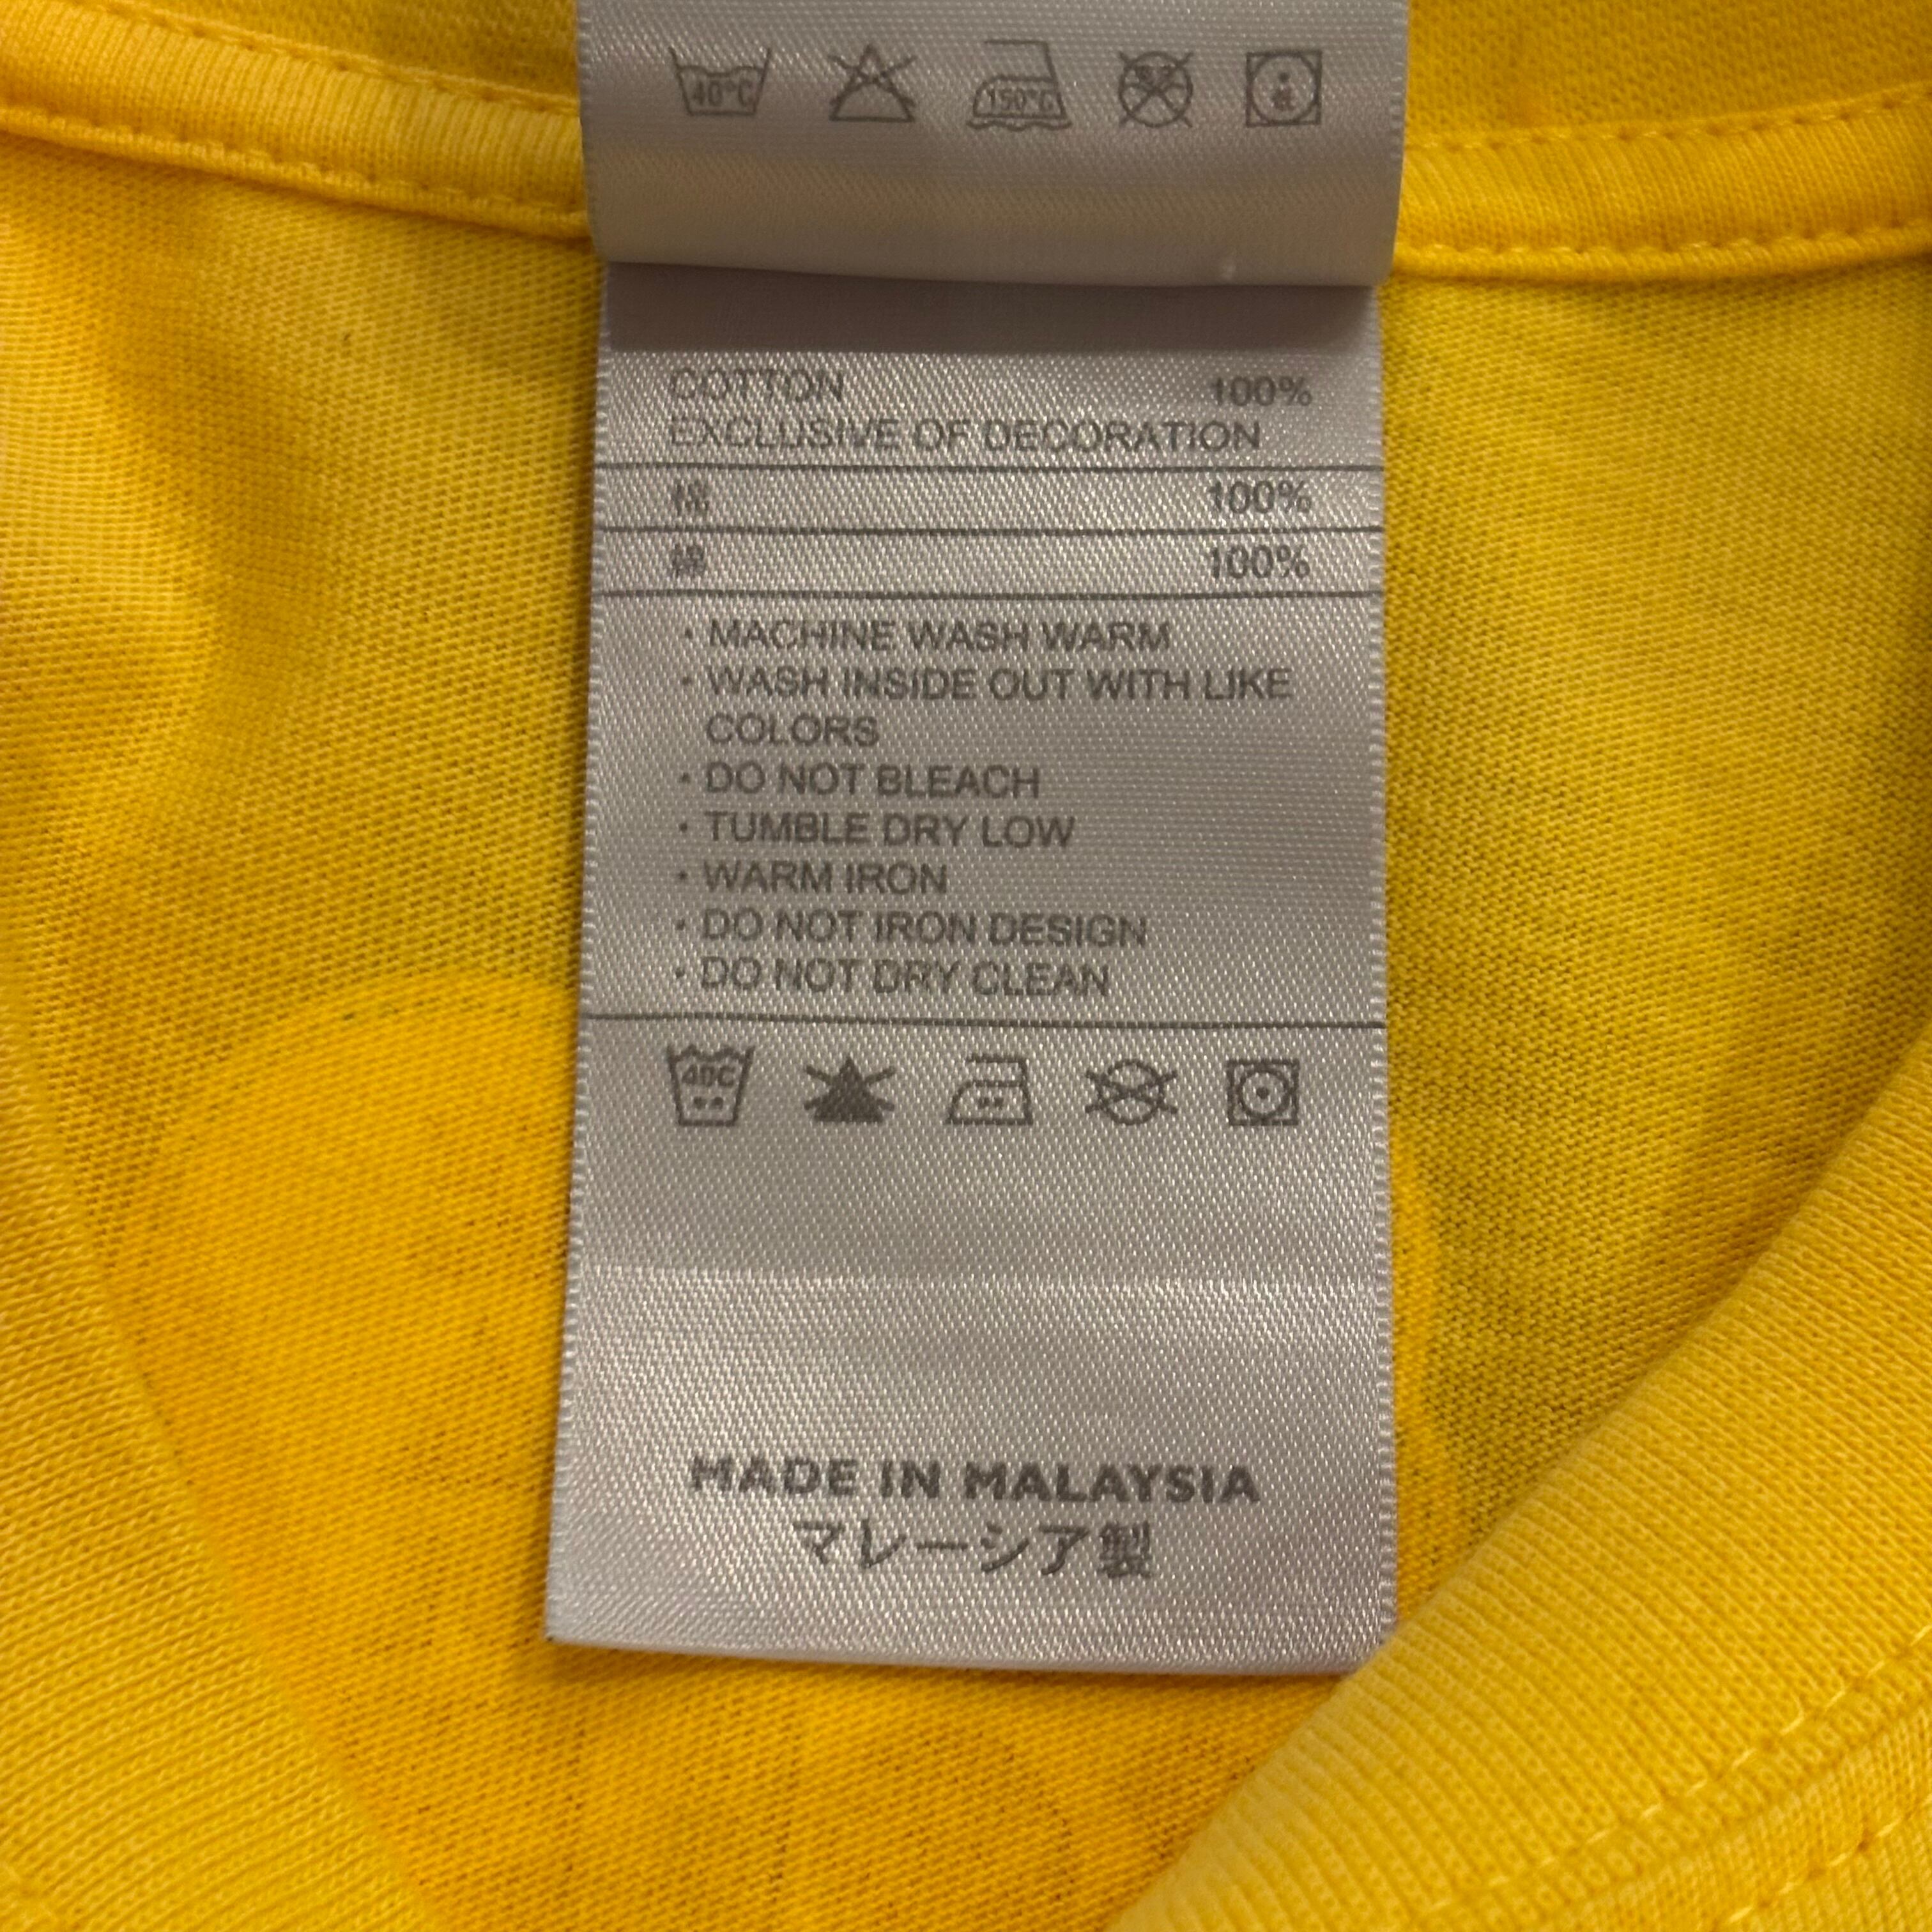 40°C 150°C
COTTON 100%
EXCLUSIVE OF DECORATION
棉 100%
綿 100%
· MACHINE WASH WARM
· WASH INSIDE OUT WITH LIKE
COLORS
· DO NOT BLEACH
· TUMBLE DRY LOW
· WARM IRON
· DO NOT IRON DESIGN
· DO NOT DRY CLEAN
40C
MADE IN MALAYSIA
マレーシア製